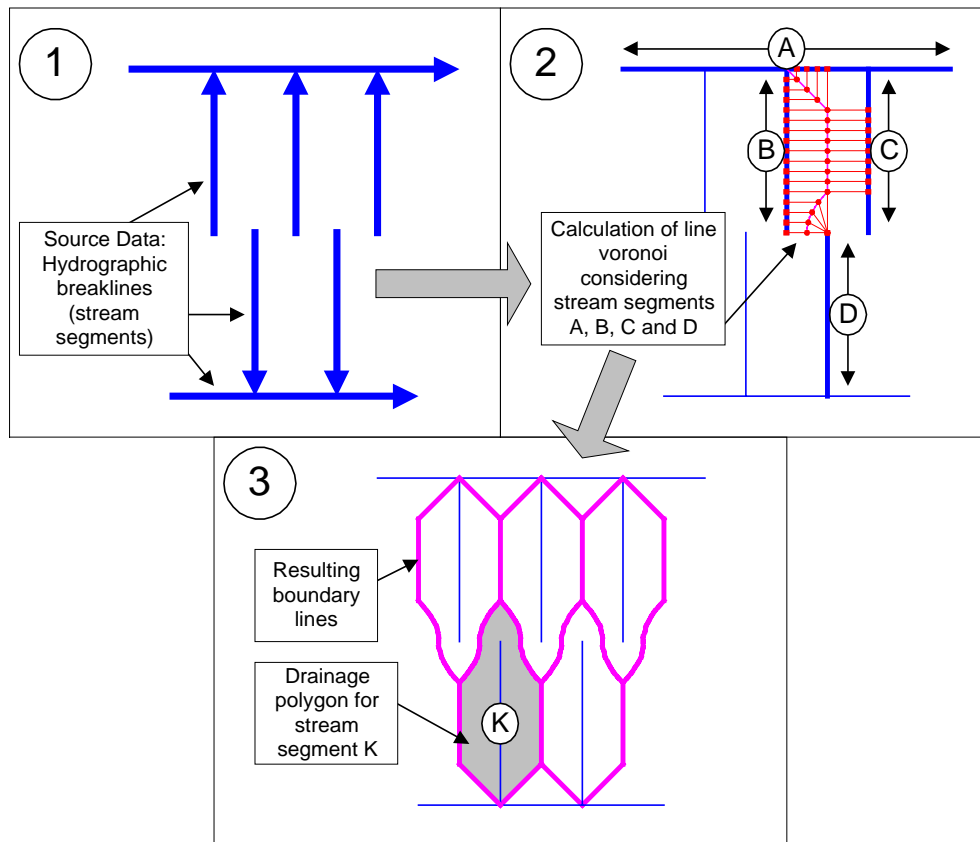 1
Source Data:
Hydrographic
breaklines
(stream
segments)
2
A
B
C
Calculation of line
voronoi
considering
stream segments
A, B, C and D
D
3
Resulting
boundary
lines
Drainage
polygon for
stream
segment K
K